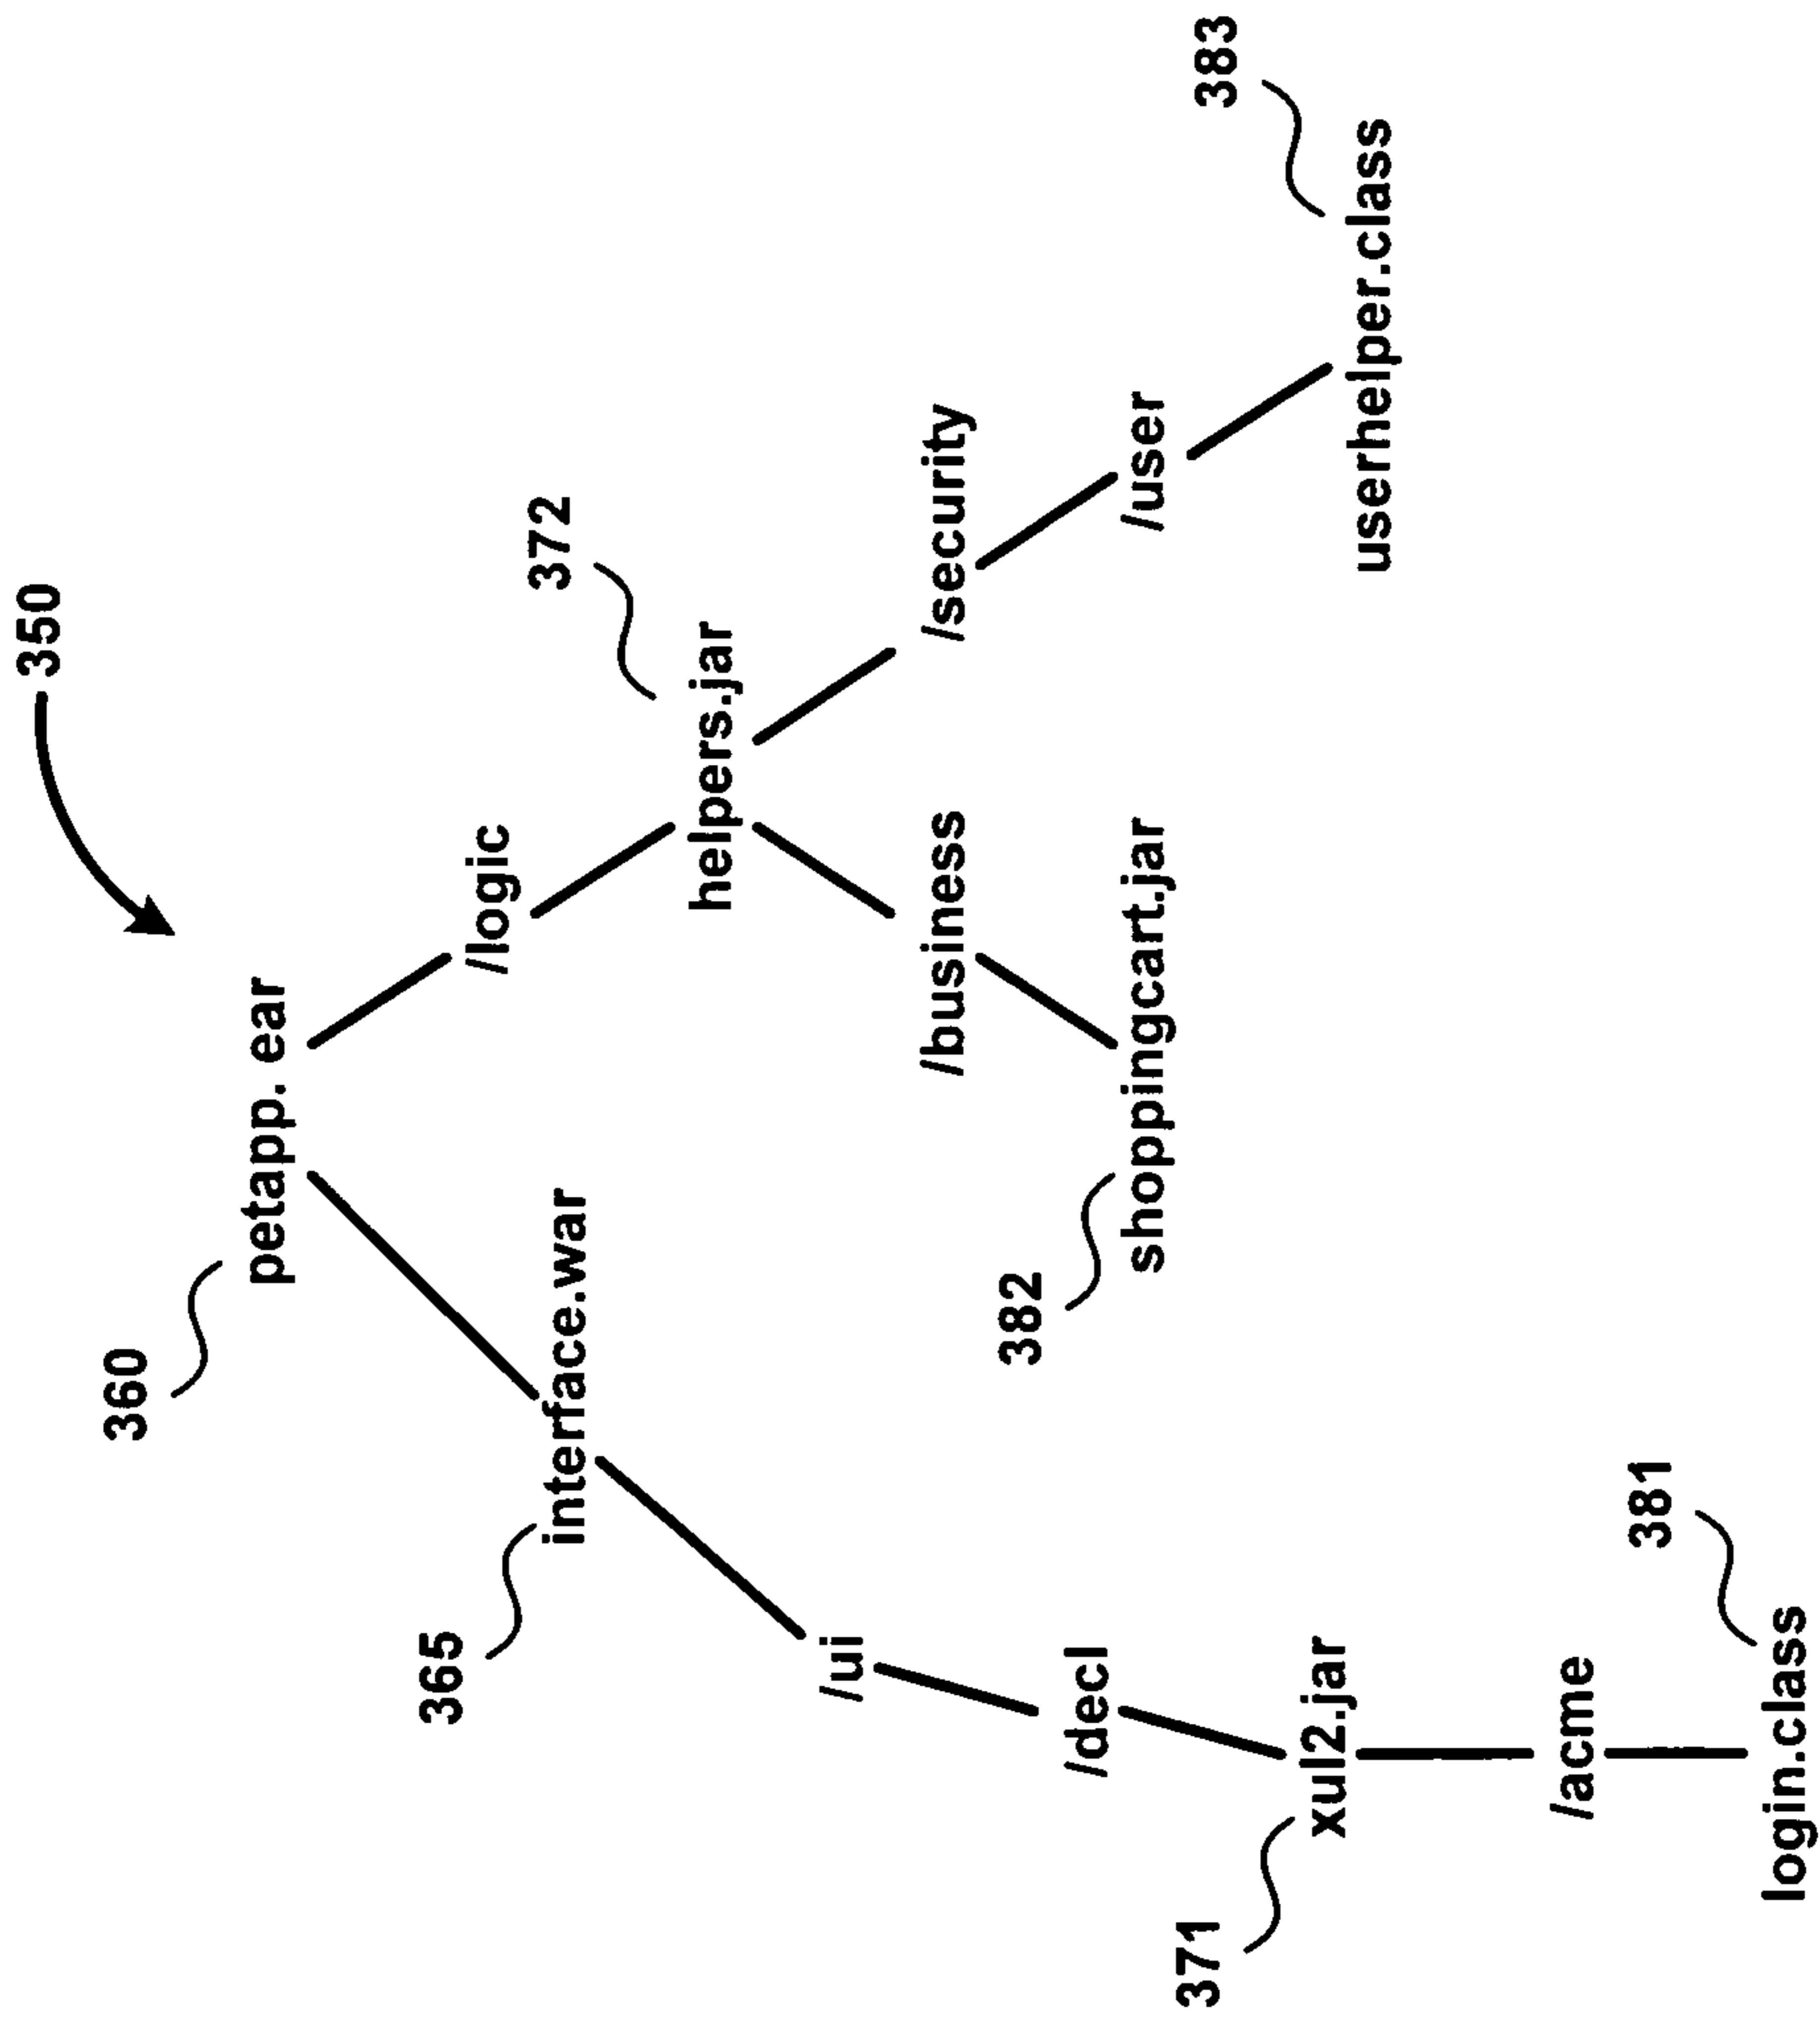 350
360
petapp. ear
/logic
365
372
interface.war
helpers.jar
/ui
/business
/security
382
383
/decl
shoppingcart.jar
/user
371
xul2.jar
userhelper.class
/acme
381
login.class